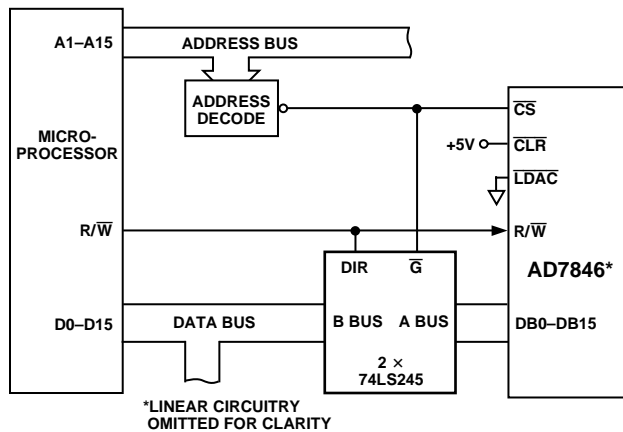 A1–A15
ADDRESS BUS
ADDRESS
DECODE
MICRO-
PROCESSOR
CS
+5V
CLR
LDAC
R/W
R/W
DIR
G
AD7846*
D0–D15
DATA BUS
B BUS
A BUS
DB0–DB15
2 ×
74LS245
*LINEAR CIRCUITRY
OMITTED FOR CLARITY